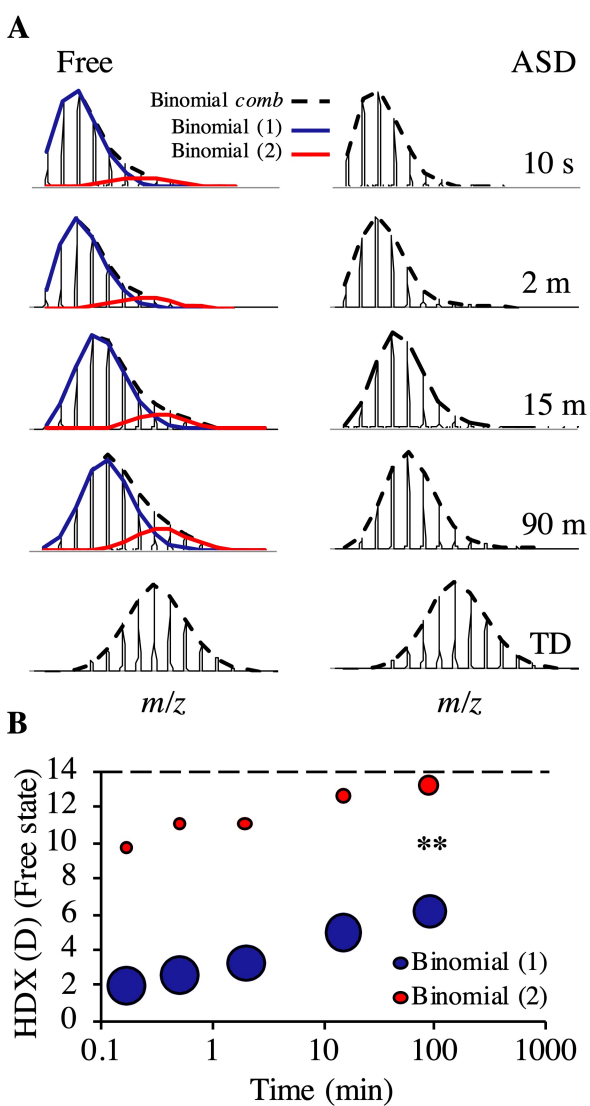 A
Free
ASD
Binomial comb
Binomial (1)
Binomial (2)
10 s
2 m
15 m
90 m
TD
m/z
m/z
B
HDX (D) (Free state)
14
12
10
8
6
4
2
0
**
Binomial (1)
Binomial (2)
0.1
1
10
100
1000
Time (min)